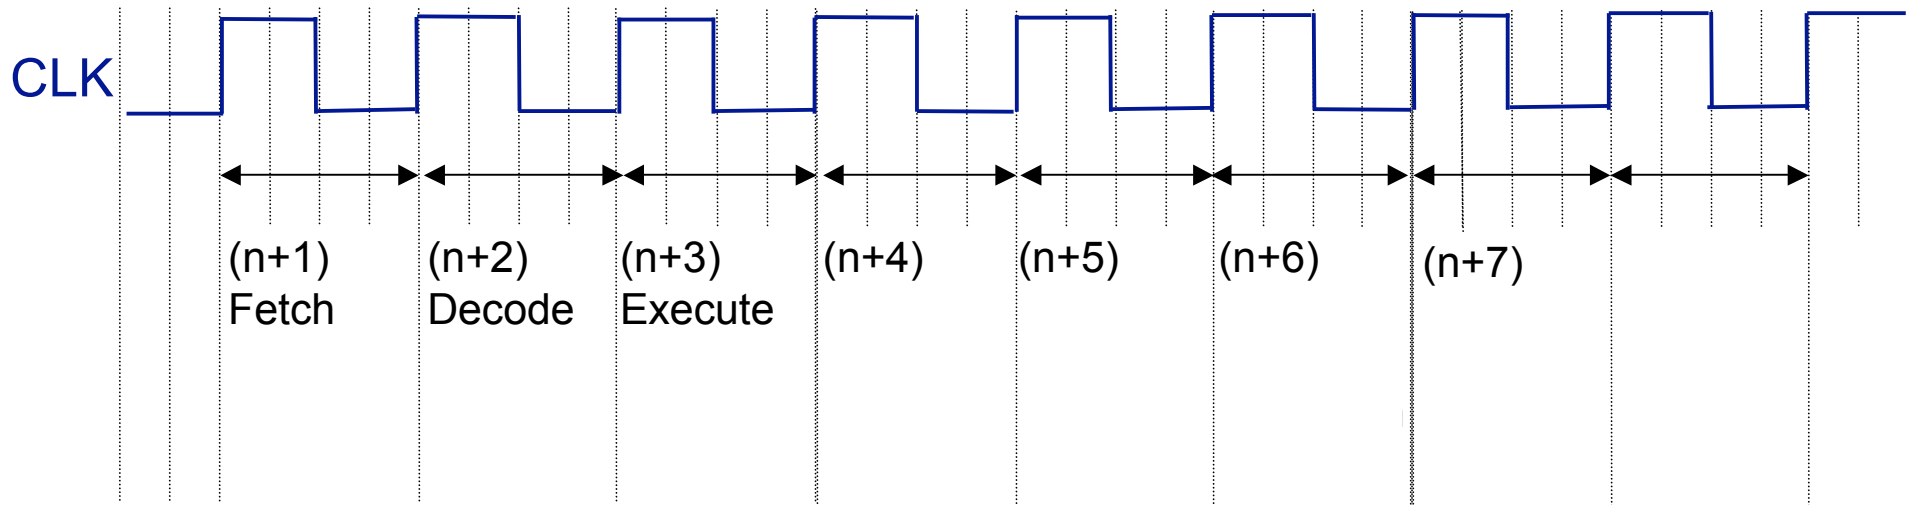 CLK
(n+1) (n+2) (n+3) (n+4) (n+5) (n+6) (n+7)
Fetch Decode Execute